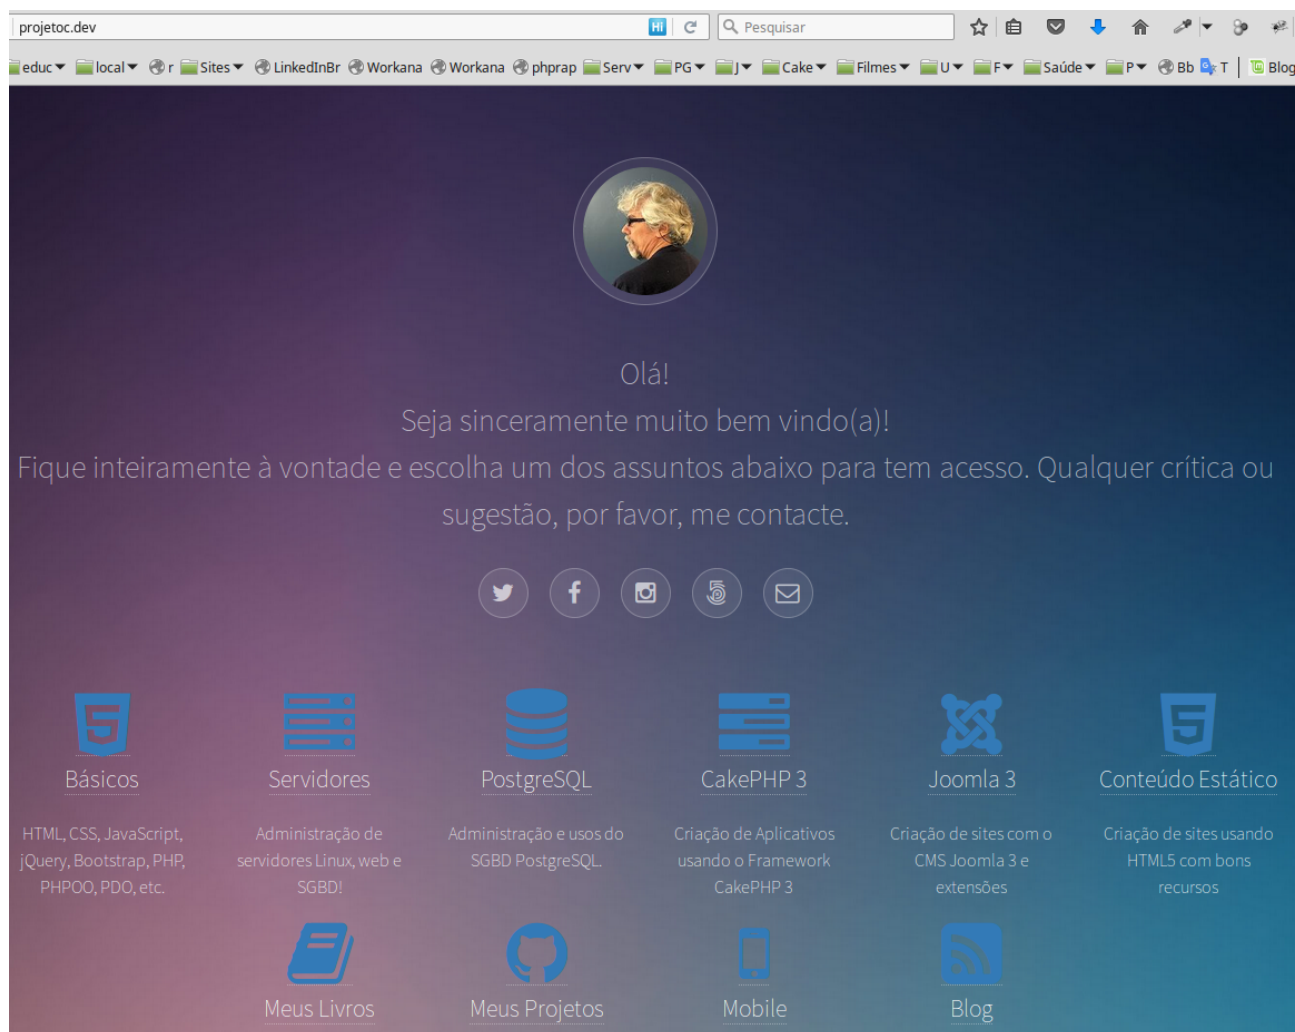 projetoc.dev Hi Pesquisar
educ local r Sites LinkedInBr Workana Workana phprap Serv PG J Cake Filmes U F Saúde P Bb T Blog
Olá!
Seja sinceramente muito bem vindo(a)!
Fique inteiramente à vontade e escolha um dos assuntos abaixo para tem acesso. Qualquer crítica ou
sugestão, por favor, me contacte.
Básicos
HTML, CSS, JavaScript,
jQuery, Bootstrap, PHP,
PHPOO, PDO, etc.
Servidores
Administração de
servidores Linux, web e
SGBD!
PostgreSQL
Administração e usos do
SGBD PostgreSQL.
CakePHP 3
Criação de Aplicativos
usando o Framework
CakePHP 3
Joomla 3
Criação de sites com o
CMS Joomla 3 e
extensões
Conteúdo Estático
Criação de sites usando
HTML5 com bons
recursos
Meus Livros
Meus Projetos
Mobile
Blog